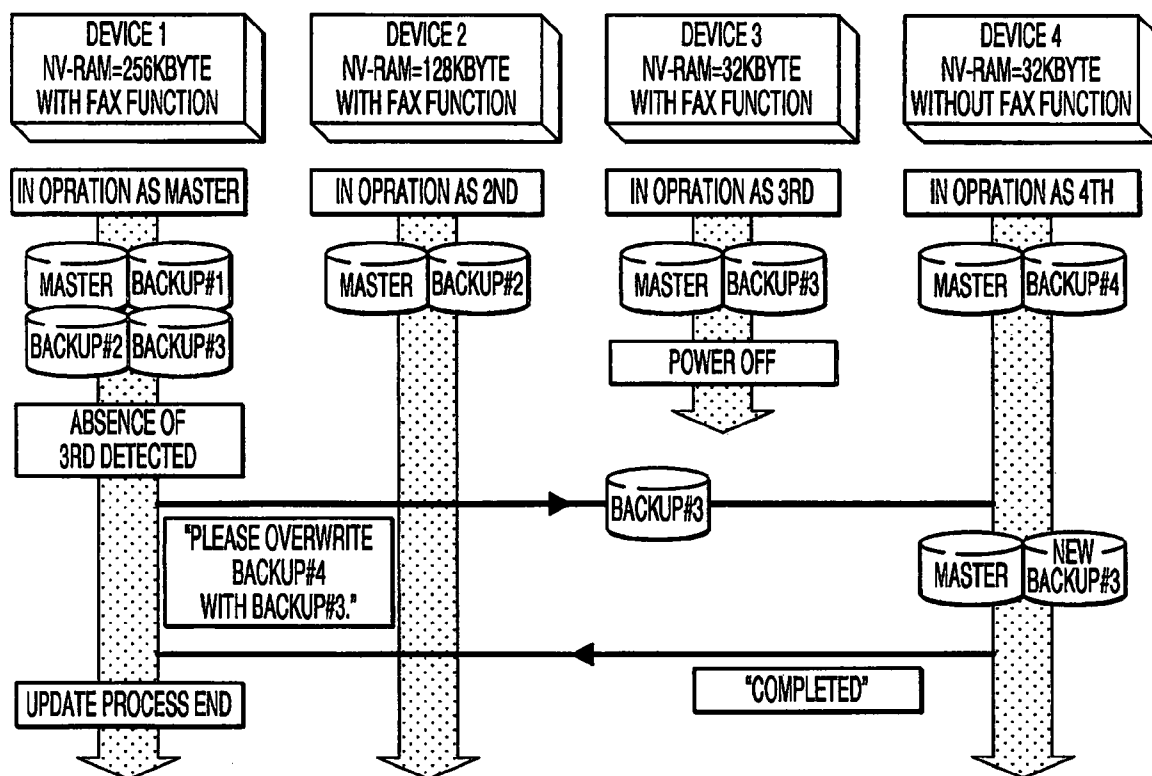 DEVICE 1
NV-RAM=256KBYTE
WITH FAX FUNCTION
DEVICE 2
NV-RAM=128KBYTE
WITH FAX FUNCTION
DEVICE 3
NV-RAM=32KBYTE
WITH FAX FUNCTION
DEVICE 4
NV-RAM=32KBYTE
WITHOUT FAX FUNCTION
IN OPRATION AS MASTER
IN OPRATION AS 2ND
IN OPRATION AS 3RD
IN OPRATION AS 4TH
MASTER
BACKUP#1
BACKUP#2
BACKUP#3
MASTER
BACKUP#2
MASTER
BACKUP#3
MASTER
BACKUP#4
POWER OFF
ABSENCE OF
3RD DETECTED
BACKUP#3
"PLEASE OVERWRITE
BACKUP#4
WITH BACKUP#3."
MASTER
NEW
BACKUP#3
"COMPLETED"
UPDATE PROCESS END